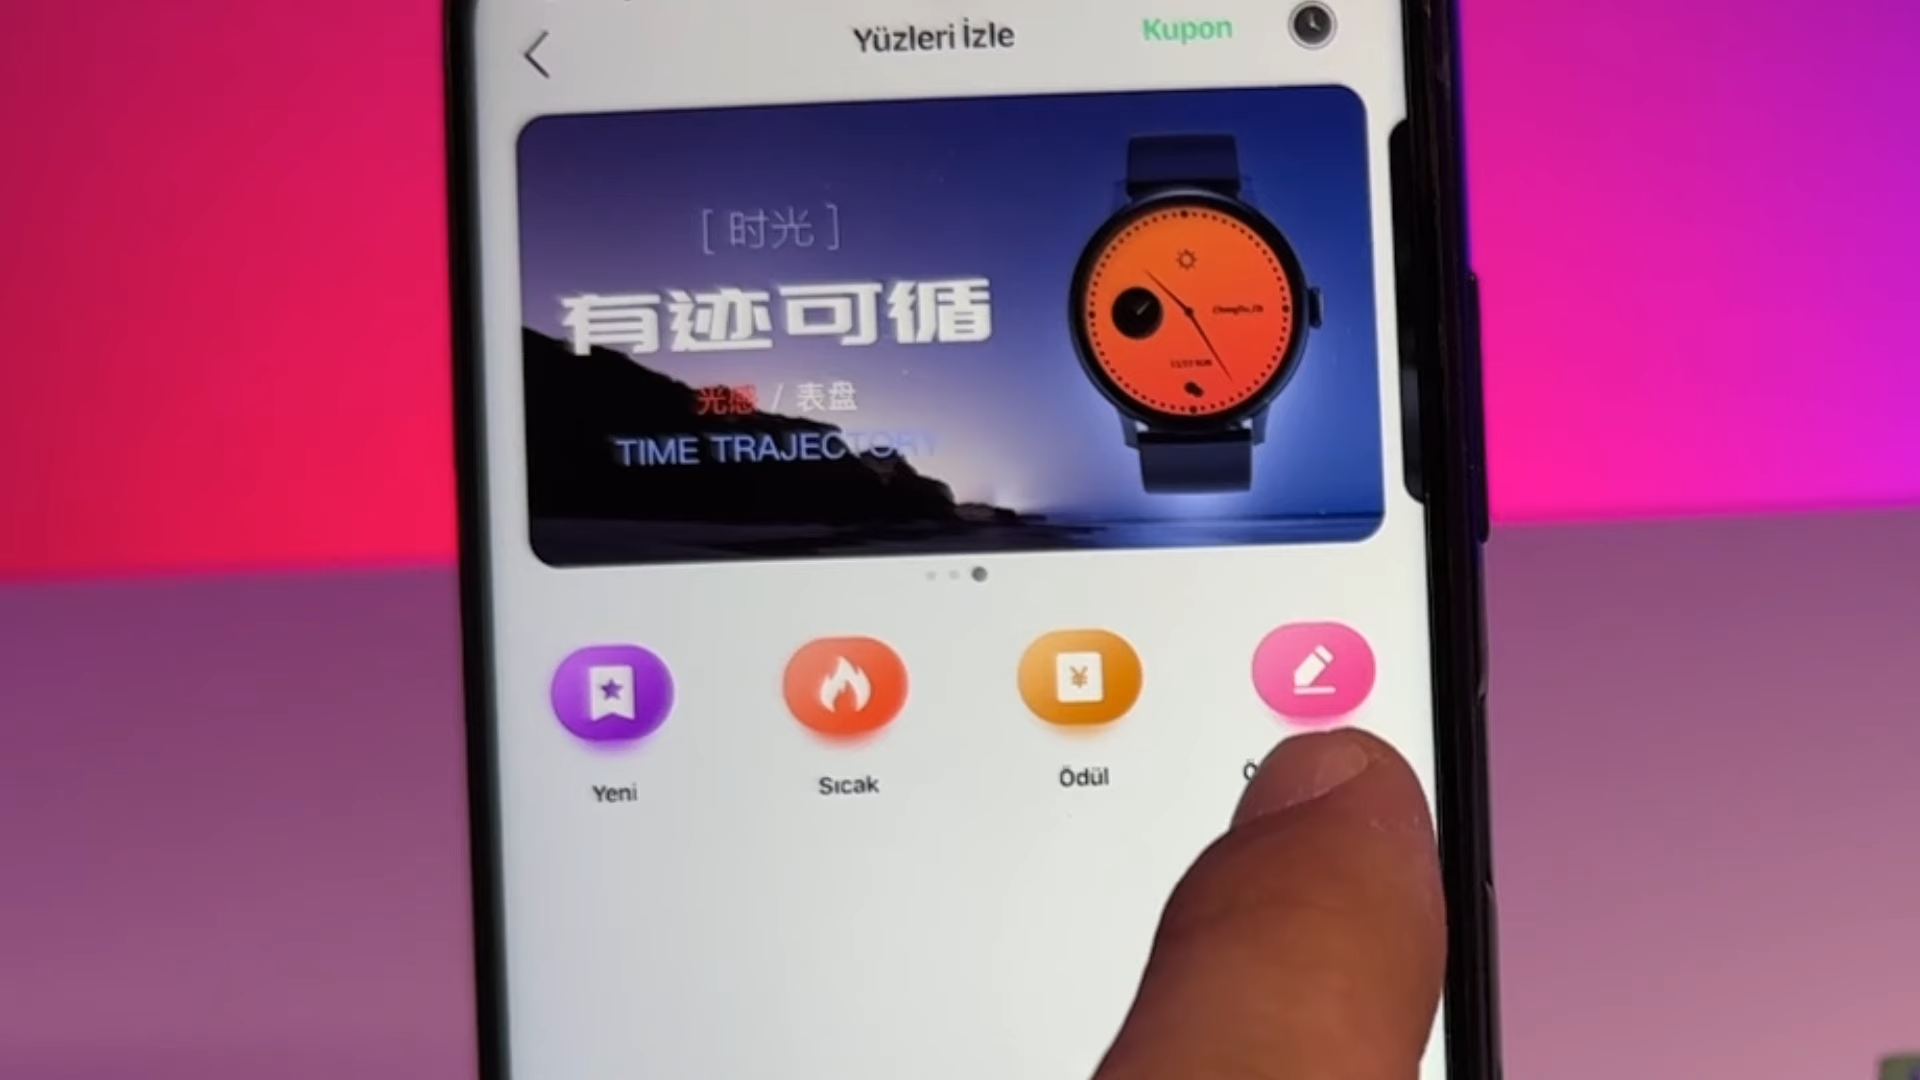 Yüzleri İzle
Kupon
[ 时光 ]
有迹可循
光感 / 表盘
TIME TRAJECTORY
¥
Yeni
Sıcak
Ödül